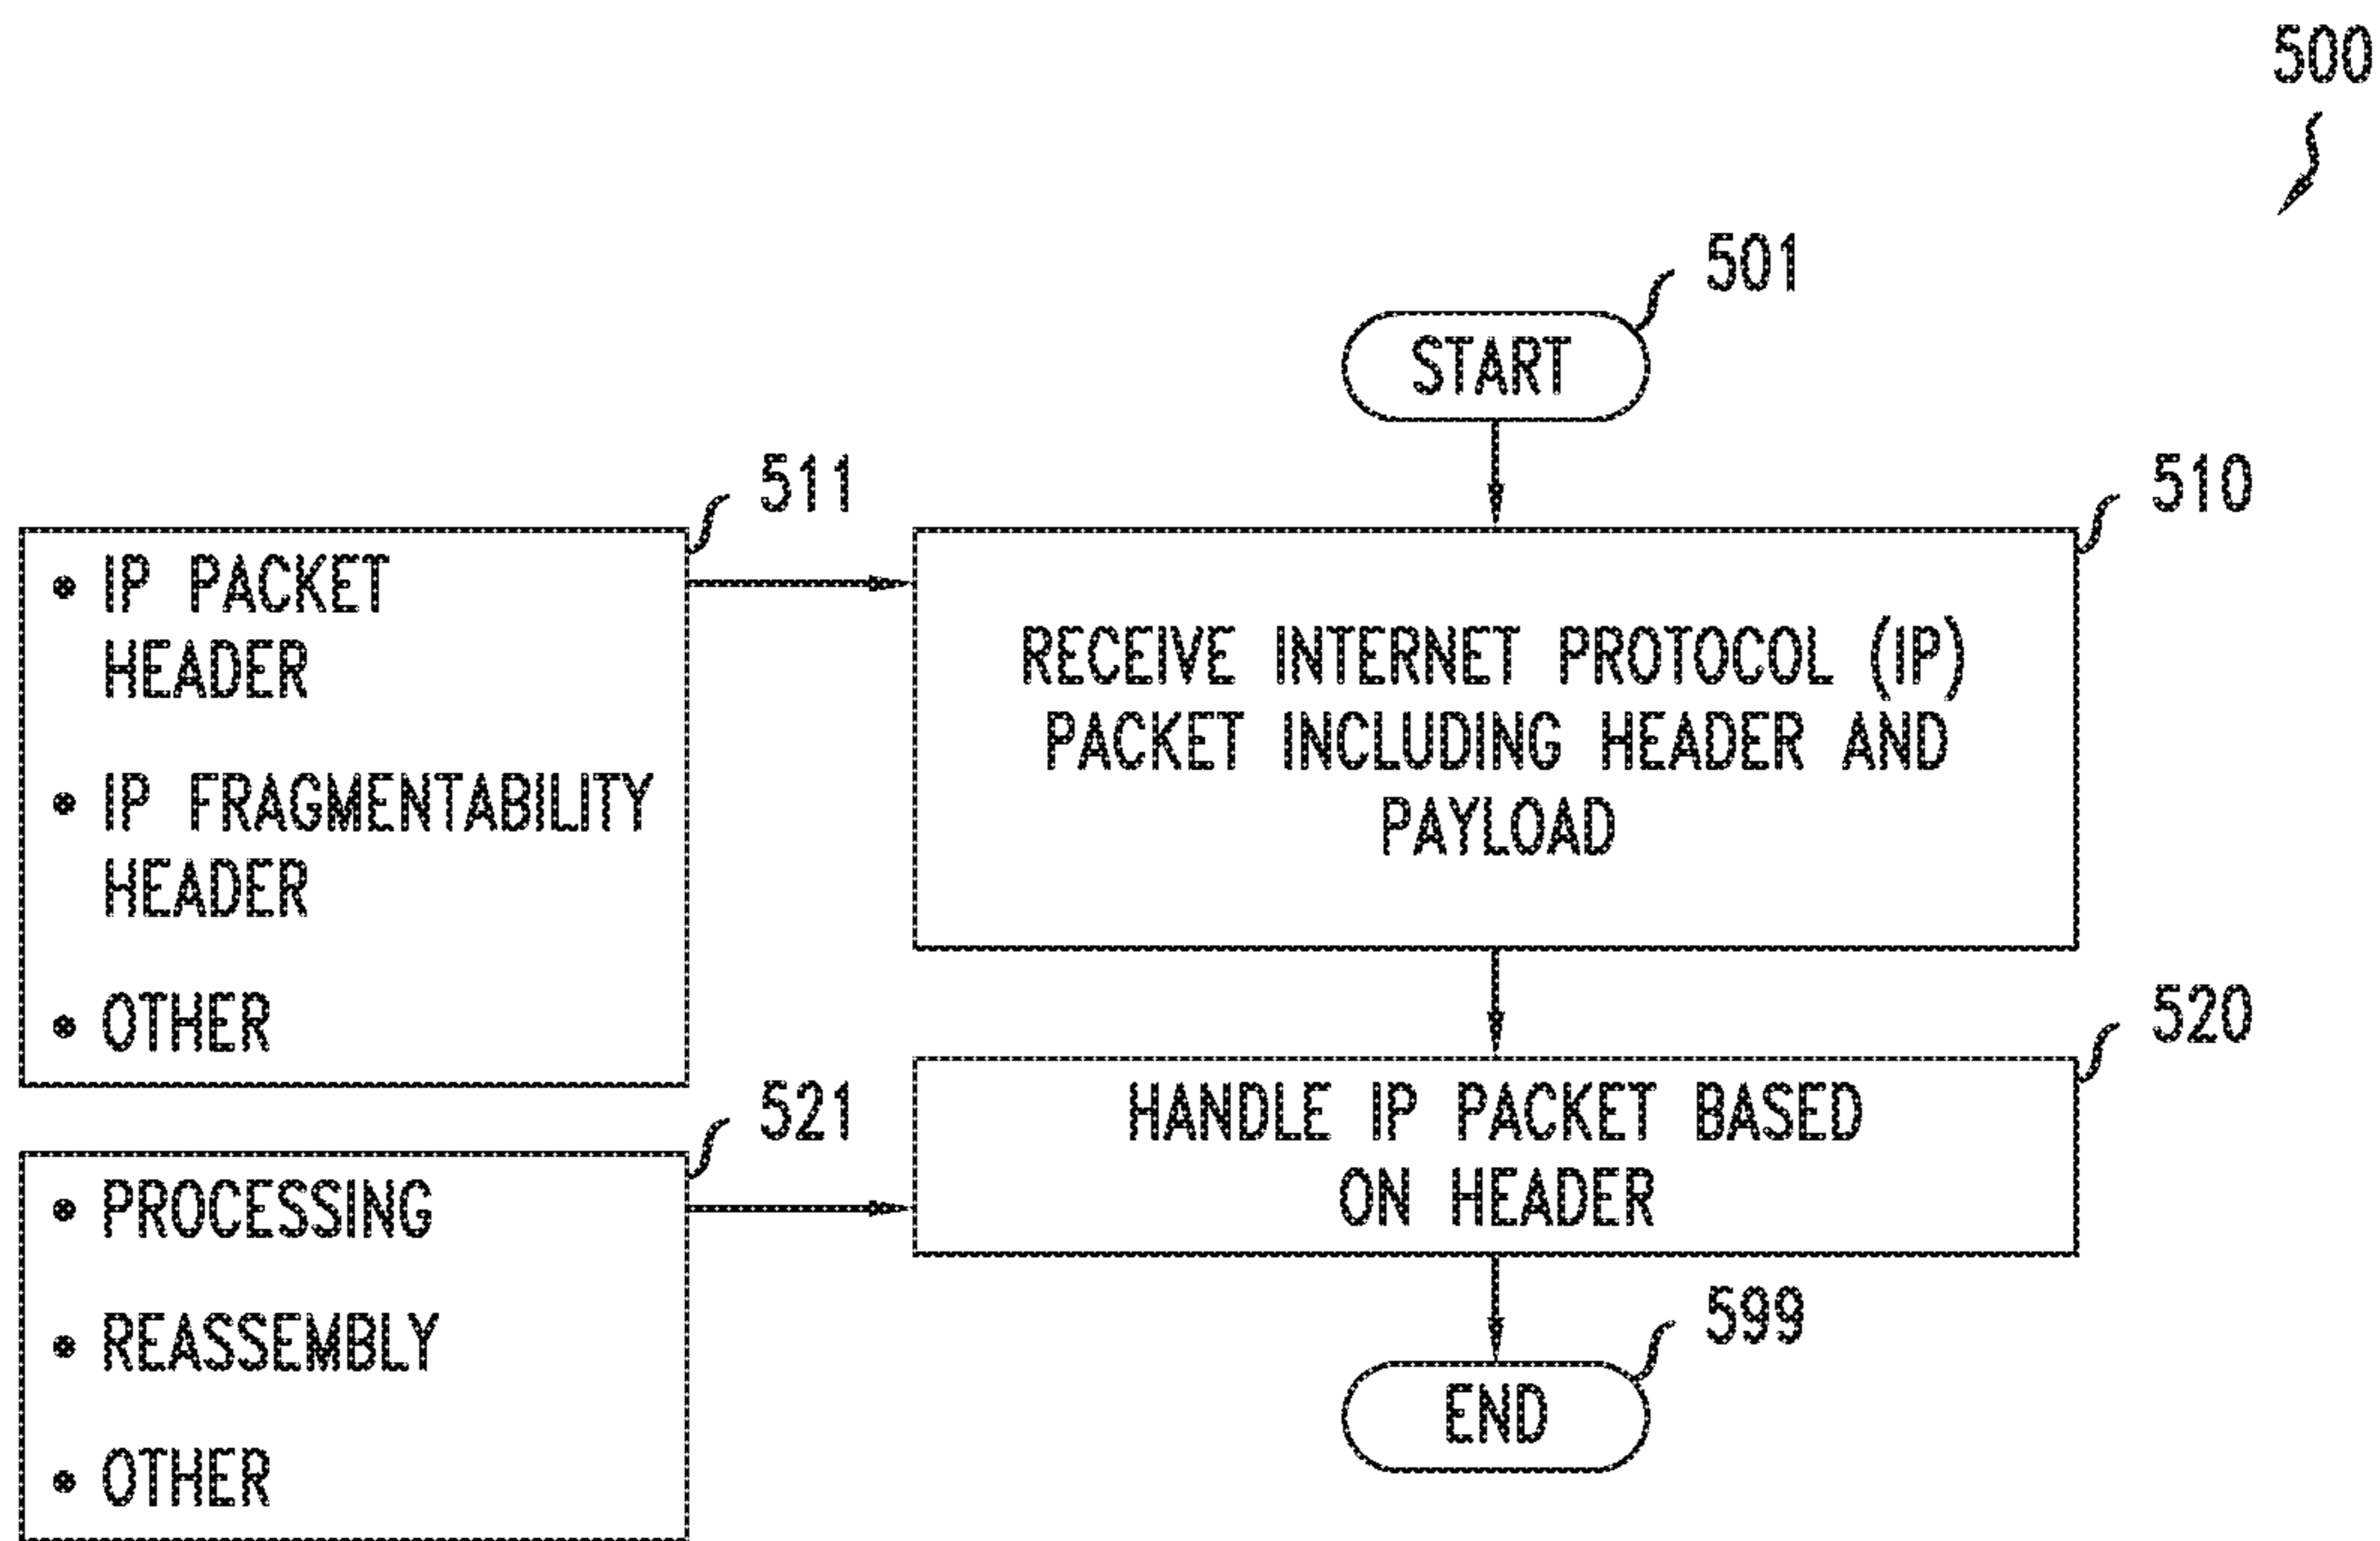 500
501
START
511
510
• IP PACKET
HEADER
• IP FRAGMENTABILITY
HEADER
• OTHER
RECEIVE INTERNET PROTOCOL (IP)
PACKET INCLUDING HEADER AND
PAYLOAD
521
520
• PROCESSING
• REASSEMBLY
• OTHER
HANDLE IP PACKET BASED
ON HEADER
599
END